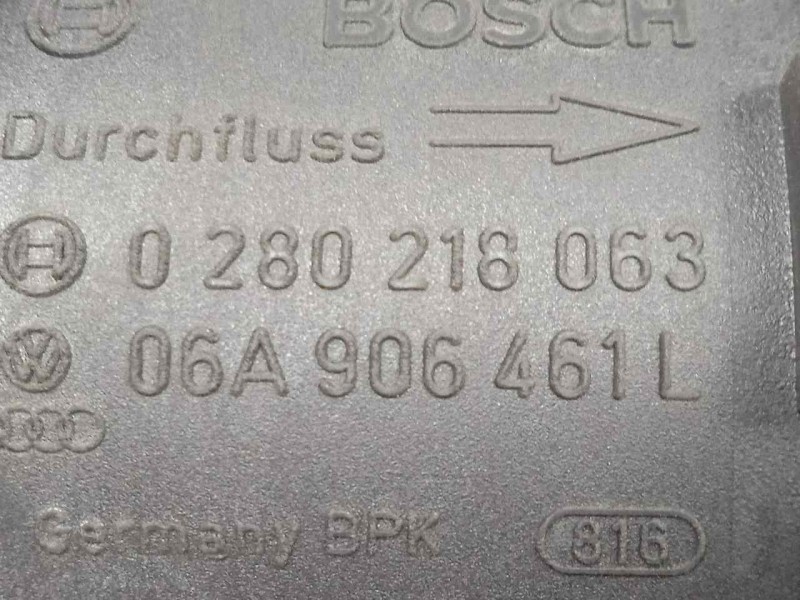 BOSCH
Durchfluss
0 280 218 063
06A 906 461 L
Germany BPK 816